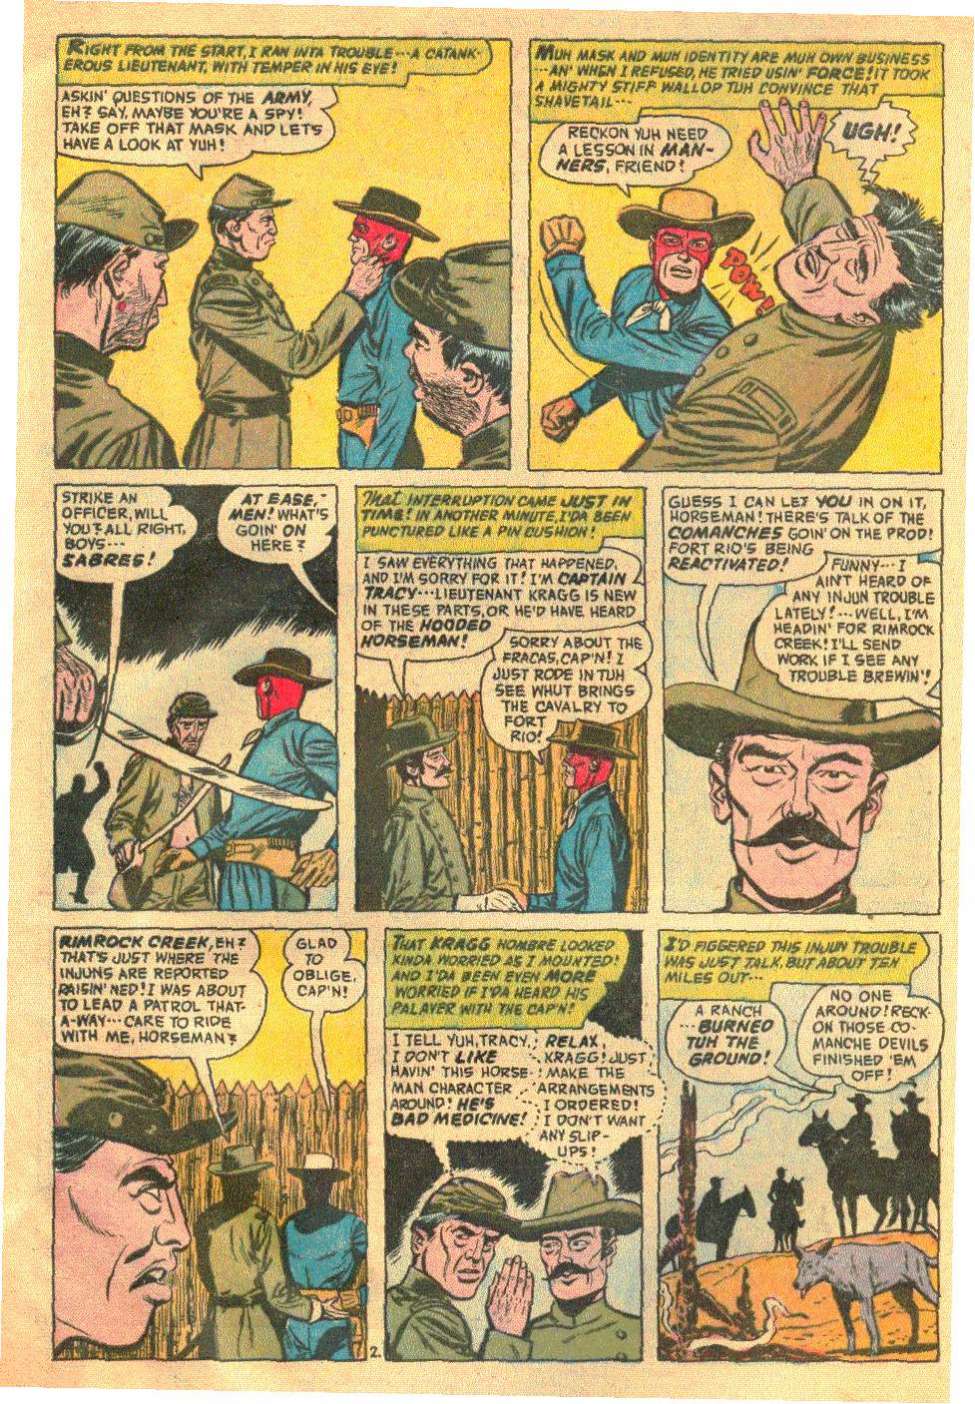 RIGHT FROM THE START, I RAN INTA TROUBLE---A CATANK-
EROUS LIEUTENANT, WITH TEMPER IN HIS EYE!
ASKIN' QUESTIONS OF THE ARMY,
EH? SAY, MAYBE YOU'RE A SPY!
TAKE OFF THAT MASK AND LET'S
HAVE A LOOK AT YUH!
MUH MASK AND MUH IDENTITY ARE MUH OWN BUSINESS
--AN' WHEN I REFUSED, HE TRIED USIN' FORCE! IT TOOK
A MIGHTY STIFF WALLOP TUH CONVINCE THAT
SHAVETAIL---
RECKON YUH NEED
A LESSON IN MAN-
NERS, FRIEND!
UGH!
POW!
STRIKE AN
OFFICER, WILL
YOU? ALL RIGHT,
BOYS---
SABRES!
AT EASE,
MEN! WHAT'S
GOIN' ON
HERE?
THAT INTERRUPTION CAME JUST IN
TIME! IN ANOTHER MINUTE, I'DA BEEN
PUNCTURED LIKE A PIN CUSHION!
I SAW EVERYTHING THAT HAPPENED,
AND I'M SORRY FOR IT! I'M CAPTAIN
TRACY---LIEUTENANT KRAGG IS NEW
IN THESE PARTS, OR HE'D HAVE HEARD
OF THE HOODED
HORSEMAN!
SORRY ABOUT THE
FRACAS, CAP'N! I
JUST RODE IN TUH
SEE WHUT BRINGS
THE CAVALRY TO
FORT
RIO!
GUESS I CAN LET YOU IN ON IT,
HORSEMAN! THERE'S TALK OF THE
COMANCHES GOIN' ON THE PROD!
FORT RIO'S BEING
REACTIVATED!
FUNNY---I
AIN'T HEARD OF
ANY INJUN TROUBLE
LATELY!---WELL, I'M
HEADIN' FOR RIMROCK
CREEK! I'LL SEND
WORK IF I SEE ANY
TROUBLE BREWIN'!
RIMROCK CREEK, EH?
THAT'S JUST WHERE THE
INJUNS ARE REPORTED
RAISIN' NED! I WAS ABOUT
TO LEAD A PATROL THAT-
A-WAY---CARE TO RIDE
WITH ME, HORSEMAN?
GLAD
TO
OBLIGE,
CAP'N!
THAT KRAGG HOMBRE LOOKED
KINDA WORRIED AS I MOUNTED!
AND I'DA BEEN EVEN MORE
WORRIED IF I'DA HEARD HIS
PALAVER WITH THE CAP'N!
I TELL YUH, TRACY,
I DON'T LIKE
HAVIN' THIS HORSE-
MAN CHARACTER
AROUND! HE'S
BAD MEDICINE!
RELAX,
KRAGG! JUST
MAKE THE
ARRANGEMENTS
I ORDERED!
I DON'T WANT
ANY SLIP-
UPS!
2.
I'D FIGGERED THIS INJUN TROUBLE
WAS JUST TALK, BUT ABOUT TEN
MILES OUT---
A RANCH
---BURNED
TUH THE
GROUND!
NO ONE
AROUND! RECK-
ON THOSE CO-
MANCHE DEVILS
FINISHED 'EM
OFF!